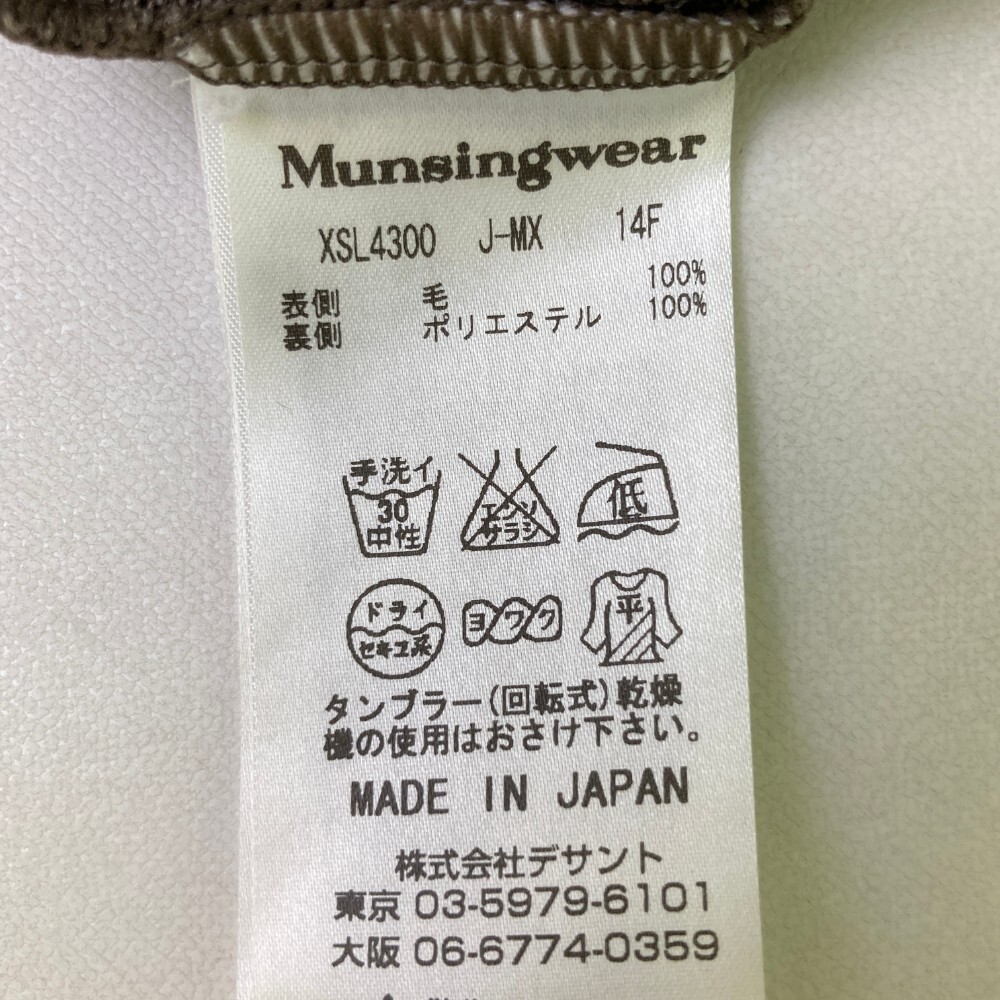 Munsingwear
XSL4300 J-MX 14F
表側 毛 100%
裏側 ポリエステル 100%
手洗イ
30
中性
エンソ
サラシ
低
ドライ
セキユ系
ヨワク
平
タンブラー(回転式)乾燥
機の使用はおさけ下さい。
MADE IN JAPAN
株式会社デサント
東京 03-5979-6101
大阪 06-6774-0359